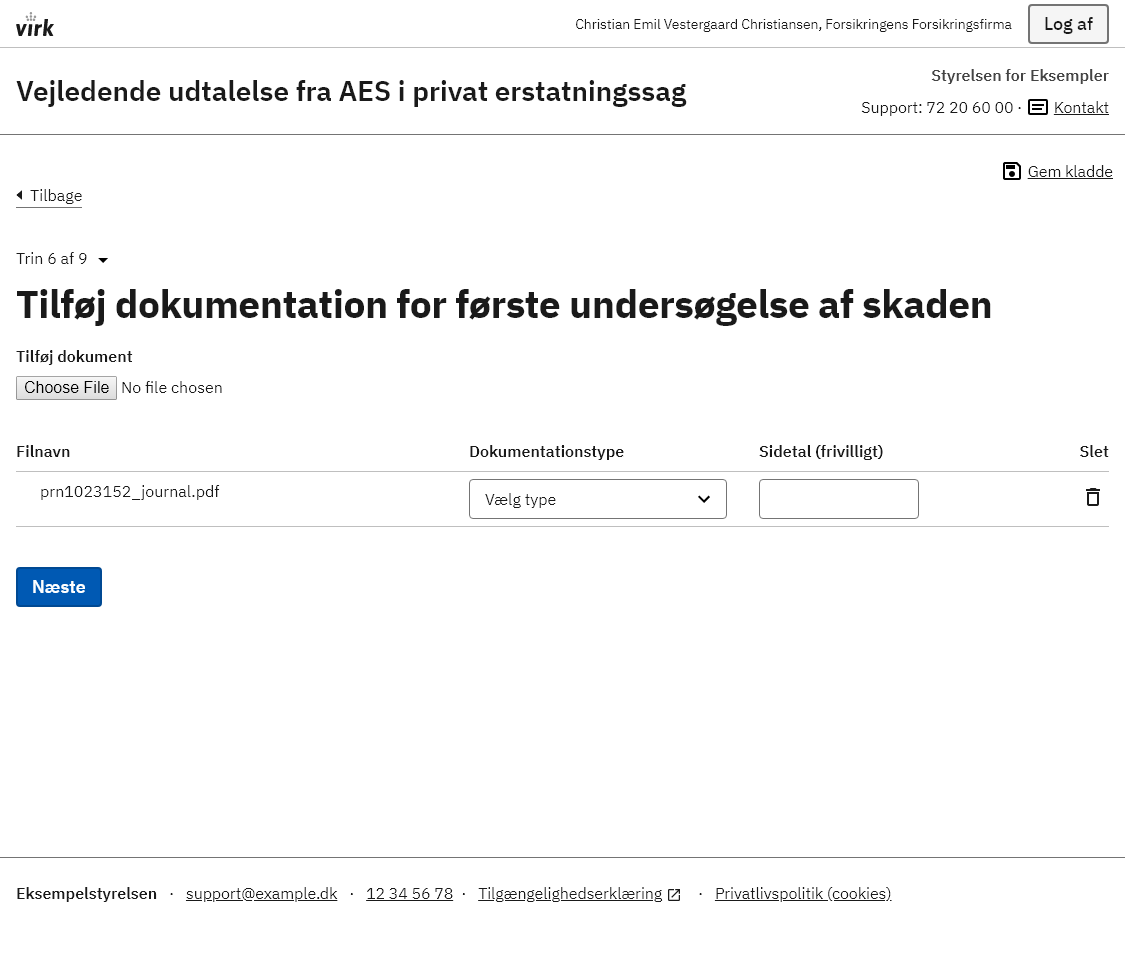 virk
Christian Emil Vestergaard Christiansen, Forsikringens Forsikringsfirma
Log af
Vejledende udtalelse fra AES i privat erstatningssag
Styrelsen for Eksempler
Support: 72 20 60 00 · Kontakt
Gem kladde
Tilbage
Trin 6 af 9
Tilføj dokumentation for første undersøgelse af skaden
Tilføj dokument
Choose File No file chosen
Filnavn Dokumentationstype Sidetal (frivilligt) Slet
prn1023152_journal.pdf Vælg type
Næste
Eksempelstyrelsen · support@example.dk · 12 34 56 78 · Tilgængelighedserklæring · Privatlivspolitik (cookies)